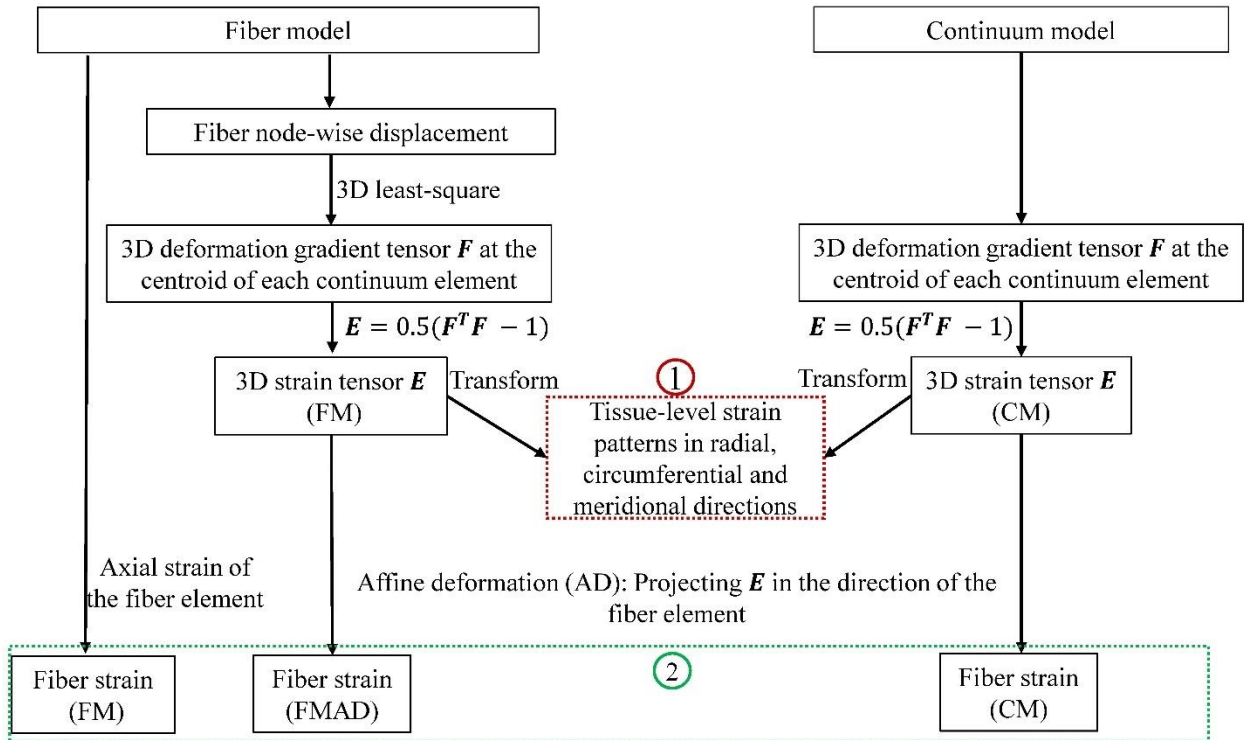 Fiber model
Continuum model
Fiber node-wise displacement
3D least-square
3D deformation gradient tensor F at the
centroid of each continuum element
3D deformation gradient tensor F at the
centroid of each continuum element
E = 0.5(FᵀF − 1)
E = 0.5(FᵀF − 1)
3D strain tensor E
(FM)
Transform
1
Transform
3D strain tensor E
(CM)
Tissue-level strain
patterns in radial,
circumferential and
meridional directions
Axial strain of
the fiber element
Affine deformation (AD): Projecting E in the direction of the
fiber element
2
Fiber strain
(FM)
Fiber strain
(FMAD)
Fiber strain
(CM)